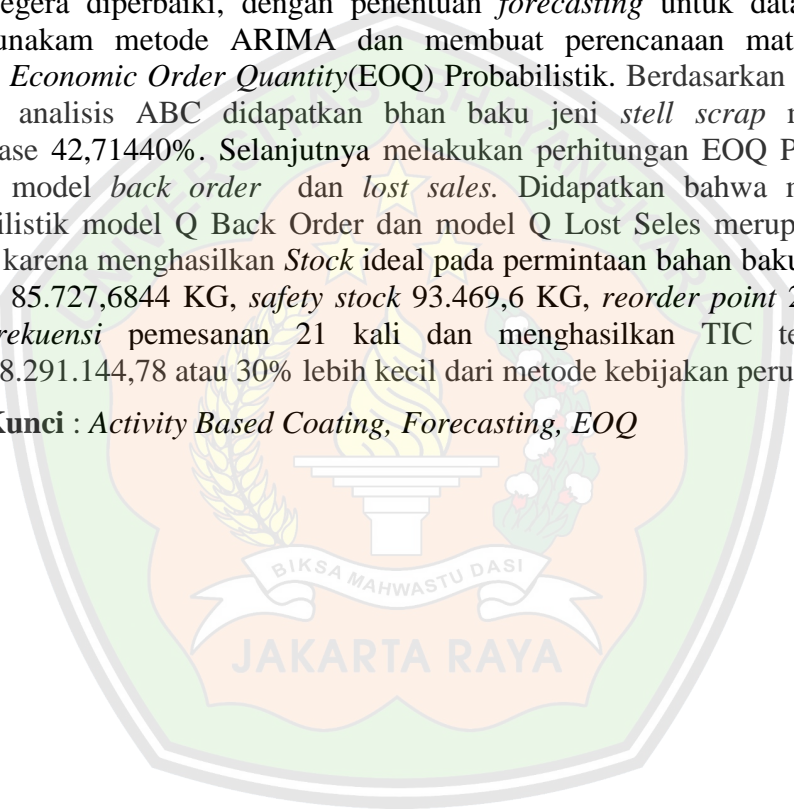 egera diperbaiki, dengan penentuan forecasting untuk data
unakam metode ARIMA dan membuat perencanaan mat
Economic Order Quantity(EOQ) Probabilistik. Berdasarkan
analisis ABC didapatkan bhan baku jeni stell scrap m
ase 42,71440%. Selanjutnya melakukan perhitungan EOQ P
model back order dan lost sales. Didapatkan bahwa m
ilistik model Q Back Order dan model Q Lost Seles merup
karena menghasilkan Stock ideal pada permintaan bahan baku
85.727,6844 KG, safety stock 93.469,6 KG, reorder point 2
rekuensi pemesanan 21 kali dan menghasilkan TIC te
8.291.144,78 atau 30% lebih kecil dari metode kebijakan peru
Kunci : Activity Based Coating, Forecasting, EOQ
BIKSA MAHWASTU DASI
JAKARTA RAYA